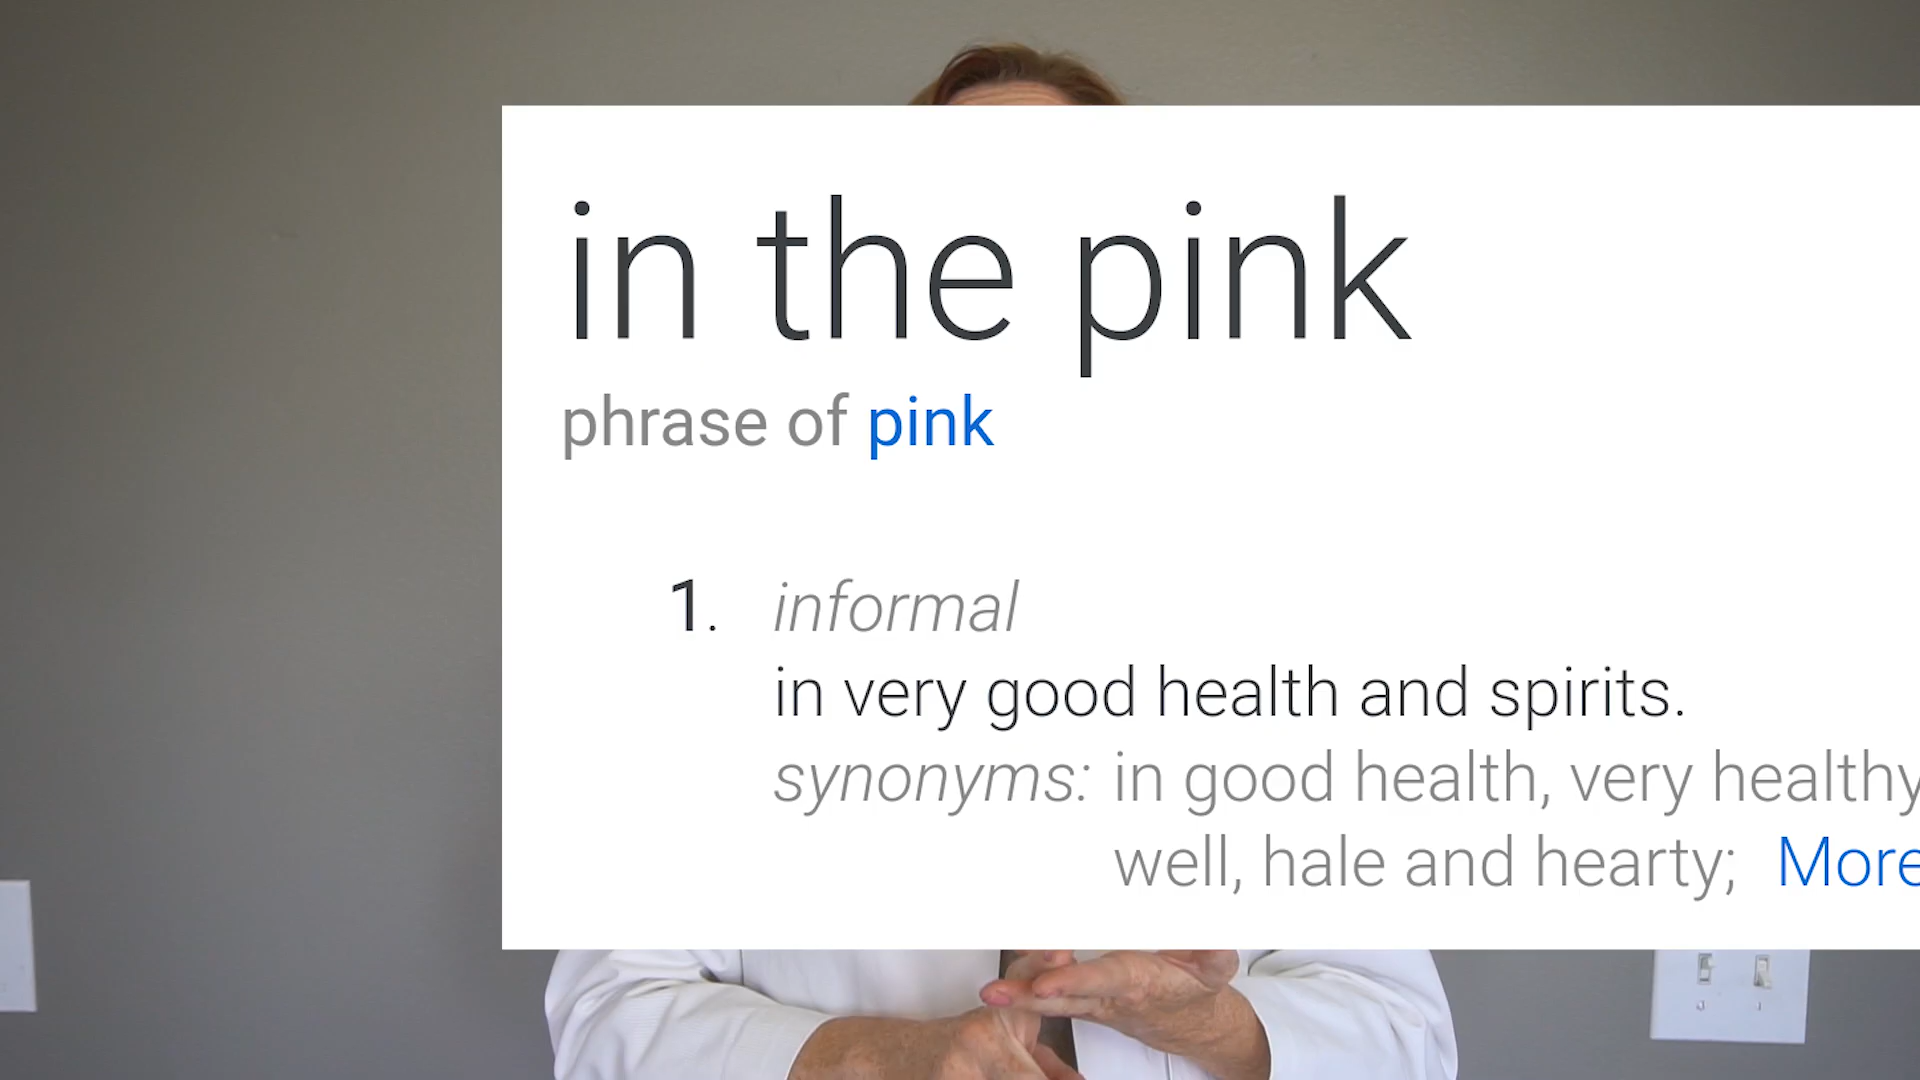 in the pink
phrase of pink
1. informal
in very good health and spirits.
synonyms: in good health, very healthy
well, hale and hearty; More